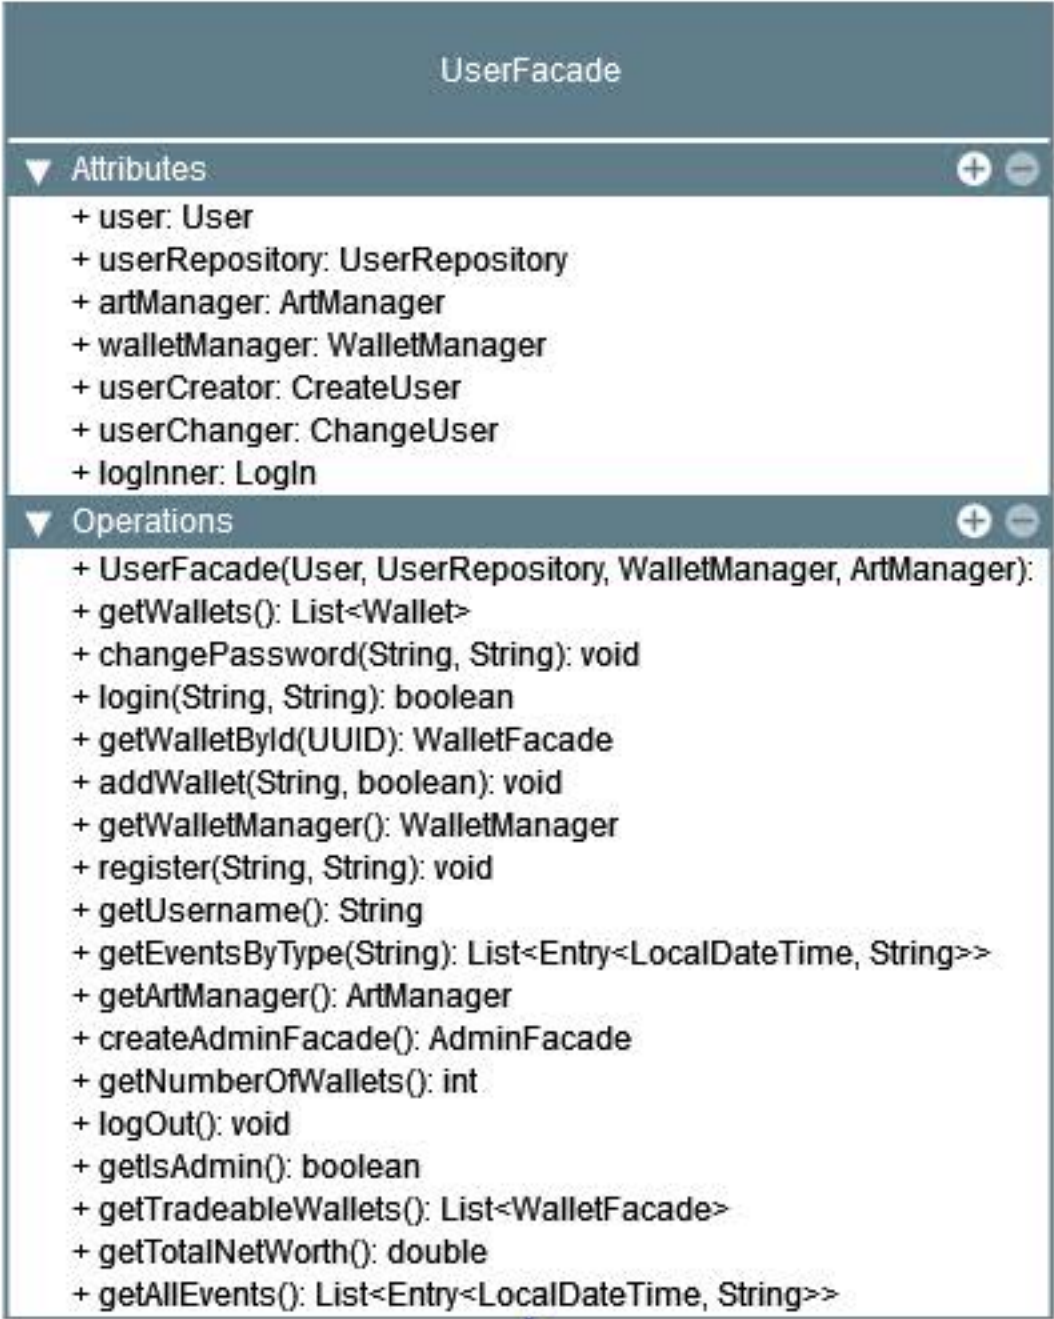 UserFacade
Attributes
+ user: User
+ userRepository: UserRepository
+ artManager: ArtManager
+ walletManager: WalletManager
+ userCreator: CreateUser
+ userChanger: ChangeUser
+ logInner: LogIn
Operations
+ UserFacade(User, UserRepository, WalletManager, ArtManager):
+ getWallets(): List<Wallet>
+ changePassword(String, String): void
+ login(String, String): boolean
+ getWalletById(UUID): WalletFacade
+ addWallet(String, boolean): void
+ getWalletManager(): WalletManager
+ register(String, String): void
+ getUsername(): String
+ getEventsByType(String): List<Entry<LocalDateTime, String>>
+ getArtManager(): ArtManager
+ createAdminFacade(): AdminFacade
+ getNumberOfWallets(): int
+ logOut(): void
+ getIsAdmin(): boolean
+ getTradeableWallets(): List<WalletFacade>
+ getTotalNetWorth(): double
+ getAllEvents(): List<Entry<LocalDateTime, String>>